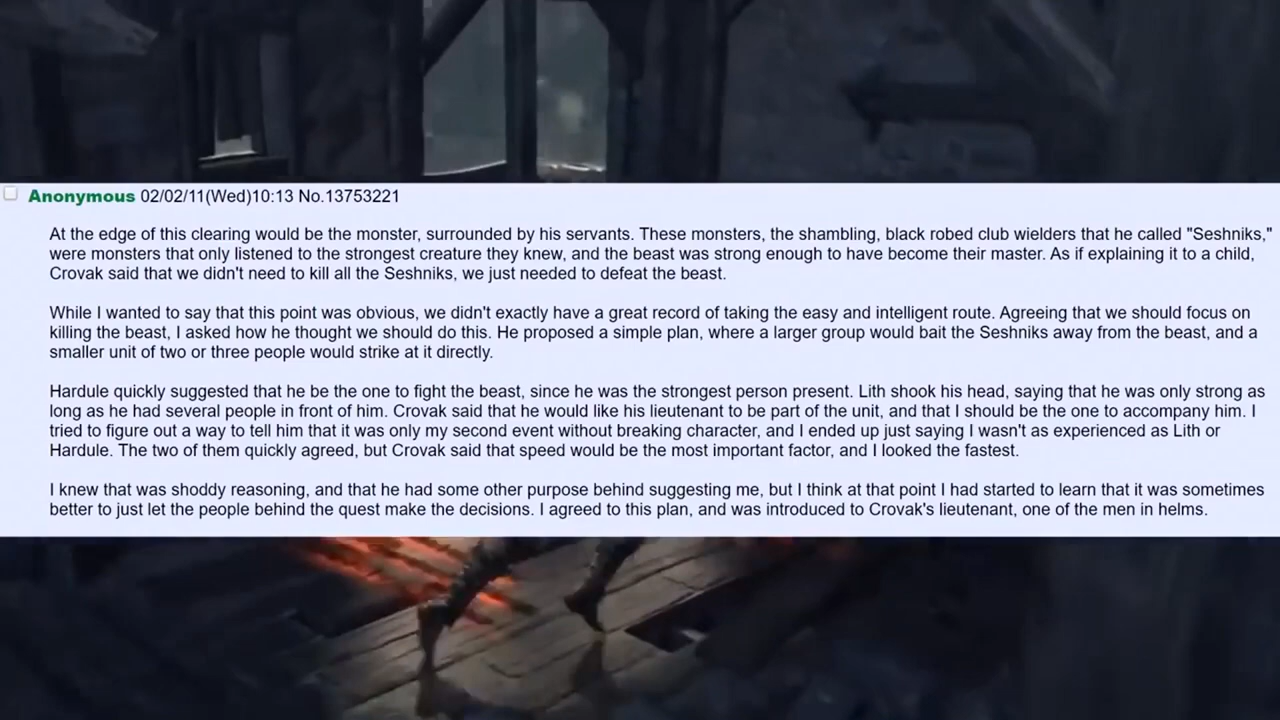 Anonymous 02/02/11(Wed)10:13 No.13753221
At the edge of this clearing would be the monster, surrounded by his servants. These monsters, the shambling, black robed club wielders that he called "Seshniks,"
were monsters that only listened to the strongest creature they knew, and the beast was strong enough to have become their master. As if explaining it to a child,
Crovak said that we didn't need to kill all the Seshniks, we just needed to defeat the beast.
While I wanted to say that this point was obvious, we didn't exactly have a great record of taking the easy and intelligent route. Agreeing that we should focus on
killing the beast, I asked how he thought we should do this. He proposed a simple plan, where a larger group would bait the Seshniks away from the beast, and a
smaller unit of two or three people would strike at it directly.
Hardule quickly suggested that he be the one to fight the beast, since he was the strongest person present. Lith shook his head, saying that he was only strong as
long as he had several people in front of him. Crovak said that he would like his lieutenant to be part of the unit, and that I should be the one to accompany him. I
tried to figure out a way to tell him that it was only my second event without breaking character, and I ended up just saying I wasn't as experienced as Lith or
Hardule. The two of them quickly agreed, but Crovak said that speed would be the most important factor, and I looked the fastest.
I knew that was shoddy reasoning, and that he had some other purpose behind suggesting me, but I think at that point I had started to learn that it was sometimes
better to just let the people behind the quest make the decisions. I agreed to this plan, and was introduced to Crovak's lieutenant, one of the men in helms.